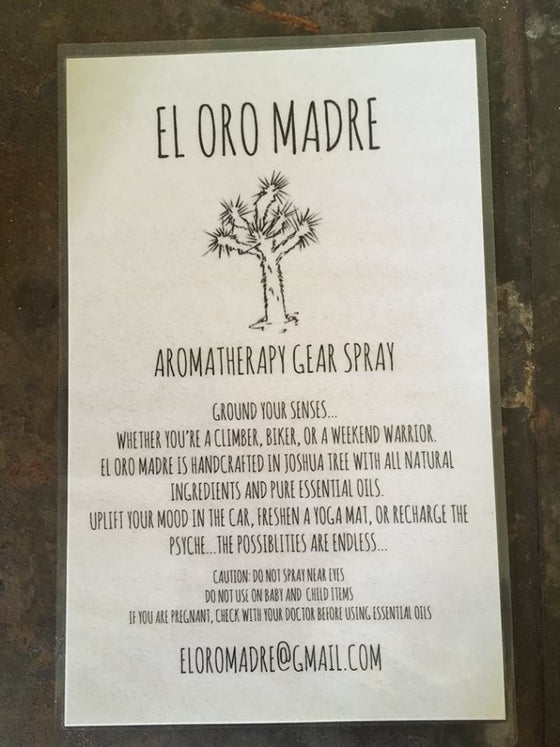 EL ORO MADRE
AROMATHERAPY GEAR SPRAY
GROUND YOUR SENSES...
WHETHER YOU'RE A CLIMBER, BIKER, OR A WEEKEND WARRIOR.
EL ORO MADRE IS HANDCRAFTED IN JOSHUA TREE WITH ALL NATURAL
INGREDIENTS AND PURE ESSENTIAL OILS.
UPLIFT YOUR MOOD IN THE CAR, FRESHEN A YOGA MAT, OR RECHARGE THE
PSYCHE...THE POSSIBLITIES ARE ENDLESS...
CAUTION: DO NOT SPRAY NEAR EYES
DO NOT USE ON BABY AND CHILD ITEMS
IF YOU ARE PREGNANT, CHECK WITH YOUR DOCTOR BEFORE USING ESSENTIAL OILS
ELOROMADRE@GMAIL.COM